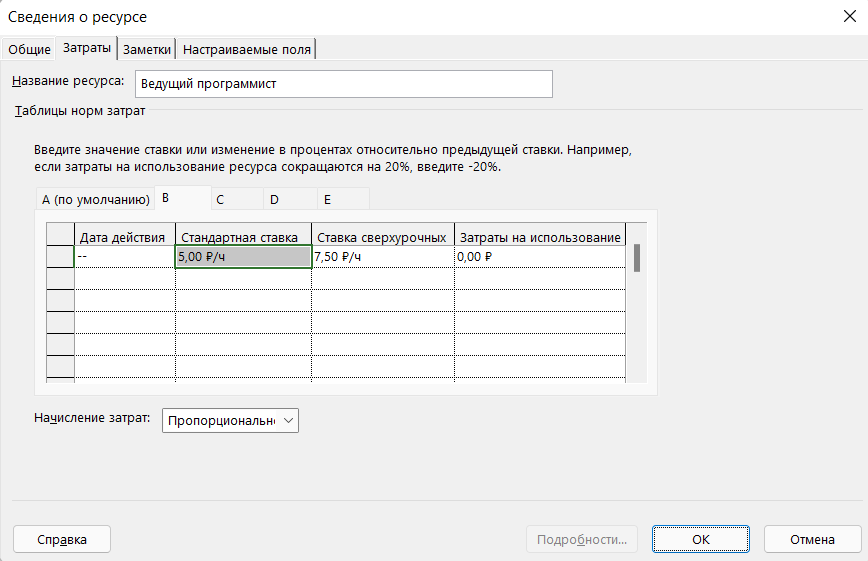 Сведения о ресурсе
Общие Затраты Заметки Настраиваемые поля
Название ресурса: Ведущий программист
Таблицы норм затрат
Введите значение ставки или изменение в процентах относительно предыдущей ставки. Например,
если затраты на использование ресурса сокращаются на 20%, введите -20%.
A (по умолчанию) B C D E
Дата действия Стандартная ставка Ставка сверхурочных Затраты на использование
-- 5,00 ₽/ч 7,50 ₽/ч 0,00 ₽
Начисление затрат: Пропорциональн
Справка Подробности... ОК Отмена